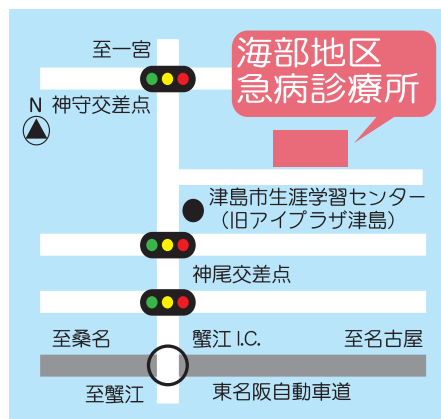 至一宮
海部地区
急病診療所
N
神守交差点
津島市生涯学習センター
（旧アイプラザ津島）
神尾交差点
至桑名
蟹江 I.C.
至名古屋
至蟹江
東名阪自動車道